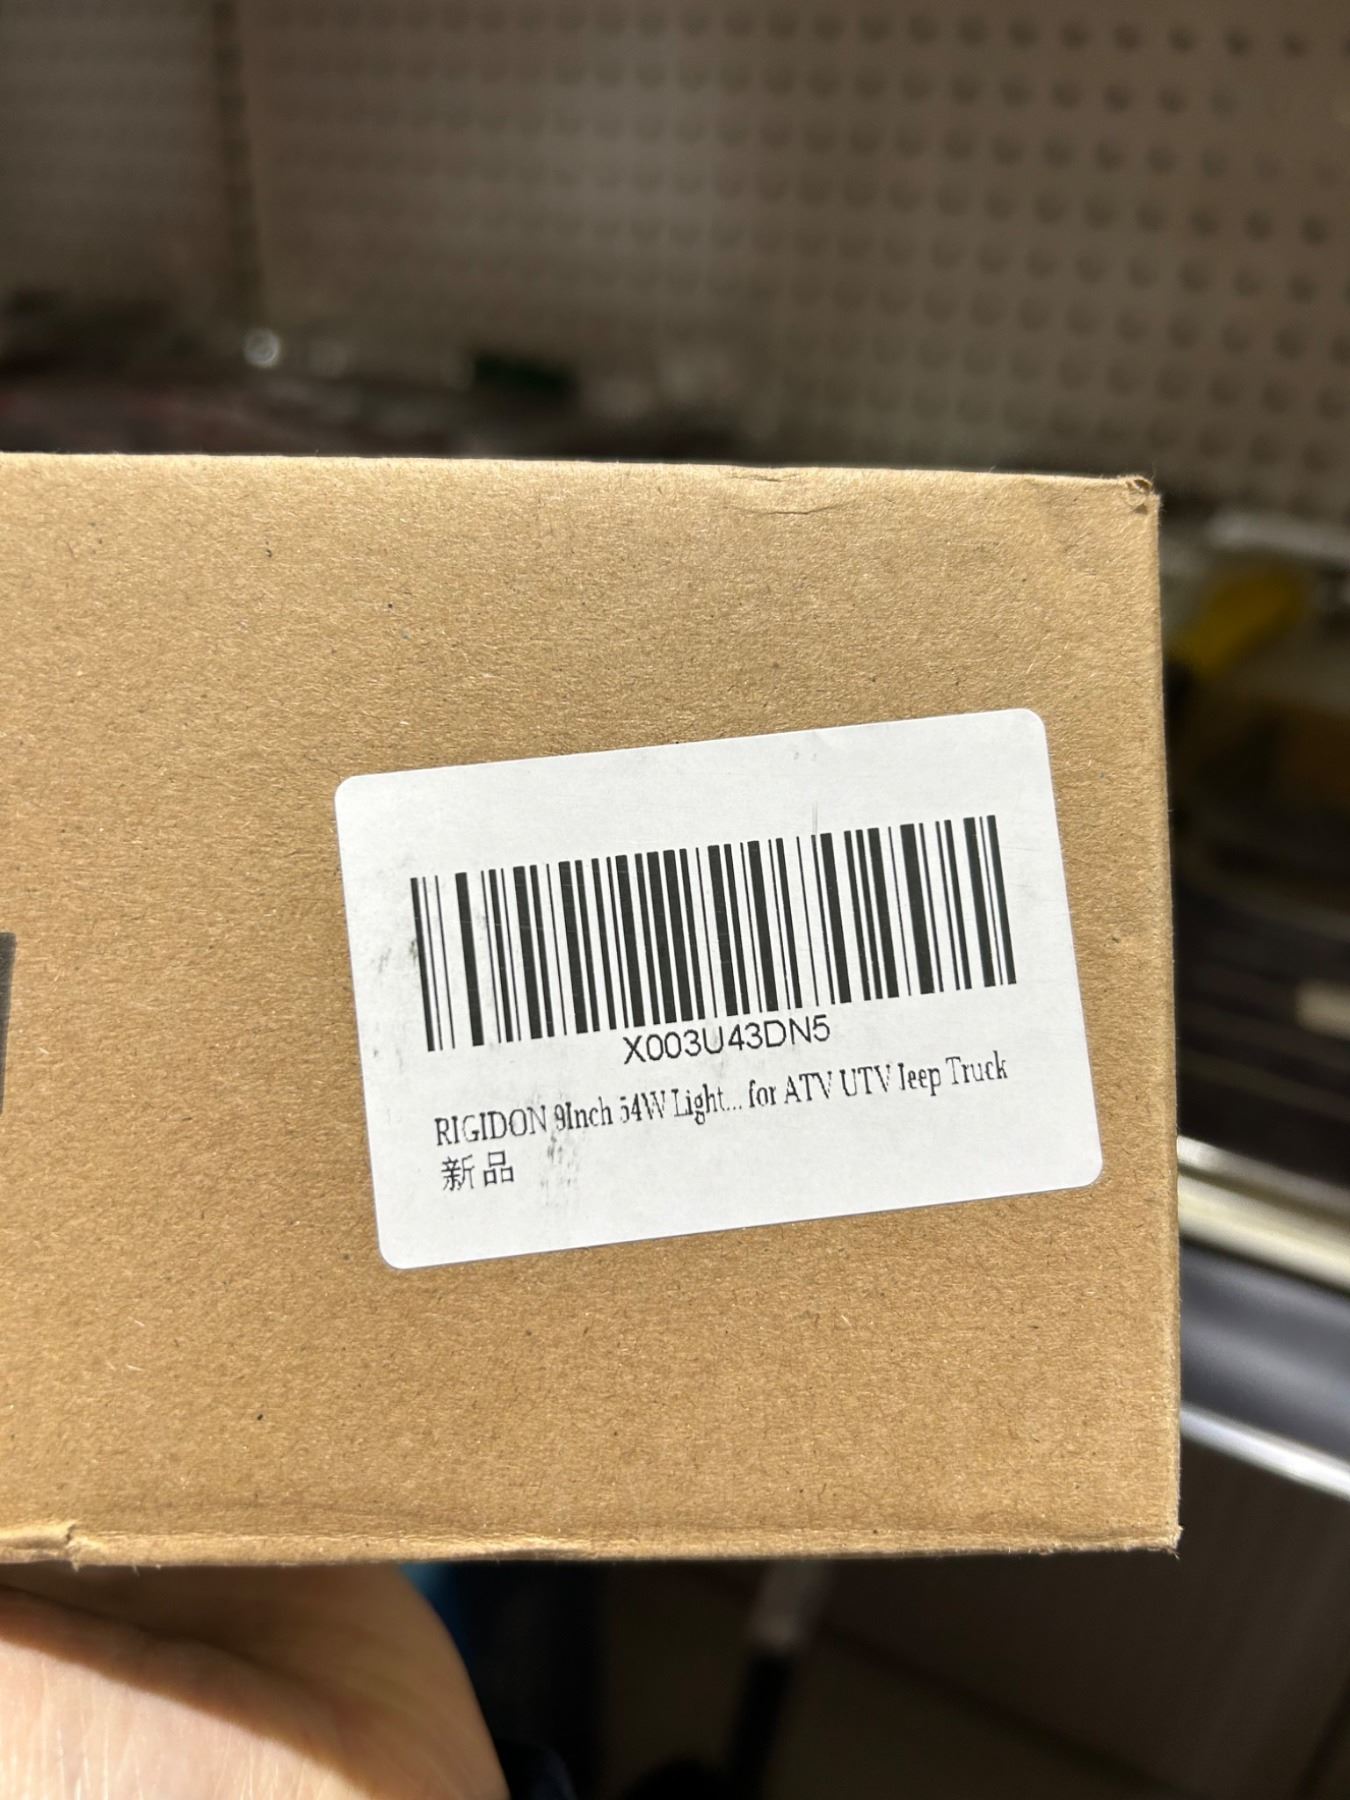 X003U43DN5
RIGIDON 9Inch 54W Light... for ATV UTV Jeep Truck
新品